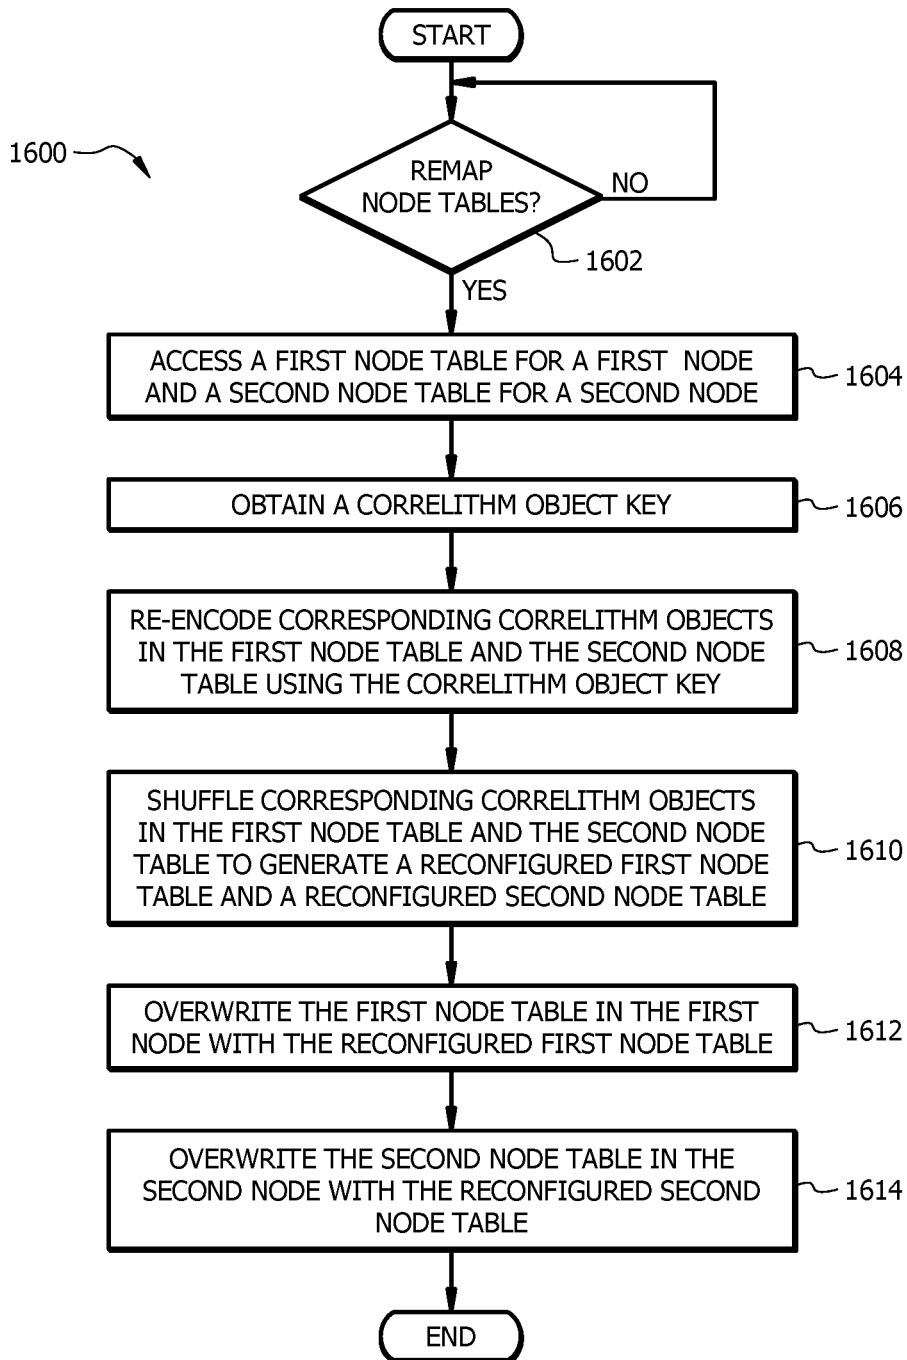 START
1600
REMAP
NODE TABLES?
NO
1602
YES
ACCESS A FIRST NODE TABLE FOR A FIRST NODE
AND A SECOND NODE TABLE FOR A SECOND NODE
1604
OBTAIN A CORRELITHM OBJECT KEY
1606
RE-ENCODE CORRESPONDING CORRELITHM OBJECTS
IN THE FIRST NODE TABLE AND THE SECOND NODE
TABLE USING THE CORRELITHM OBJECT KEY
1608
SHUFFLE CORRESPONDING CORRELITHM OBJECTS
IN THE FIRST NODE TABLE AND THE SECOND NODE
TABLE TO GENERATE A RECONFIGURED FIRST NODE
TABLE AND A RECONFIGURED SECOND NODE TABLE
1610
OVERWRITE THE FIRST NODE TABLE IN THE FIRST
NODE WITH THE RECONFIGURED FIRST NODE TABLE
1612
OVERWRITE THE SECOND NODE TABLE IN THE
SECOND NODE WITH THE RECONFIGURED SECOND
NODE TABLE
1614
END